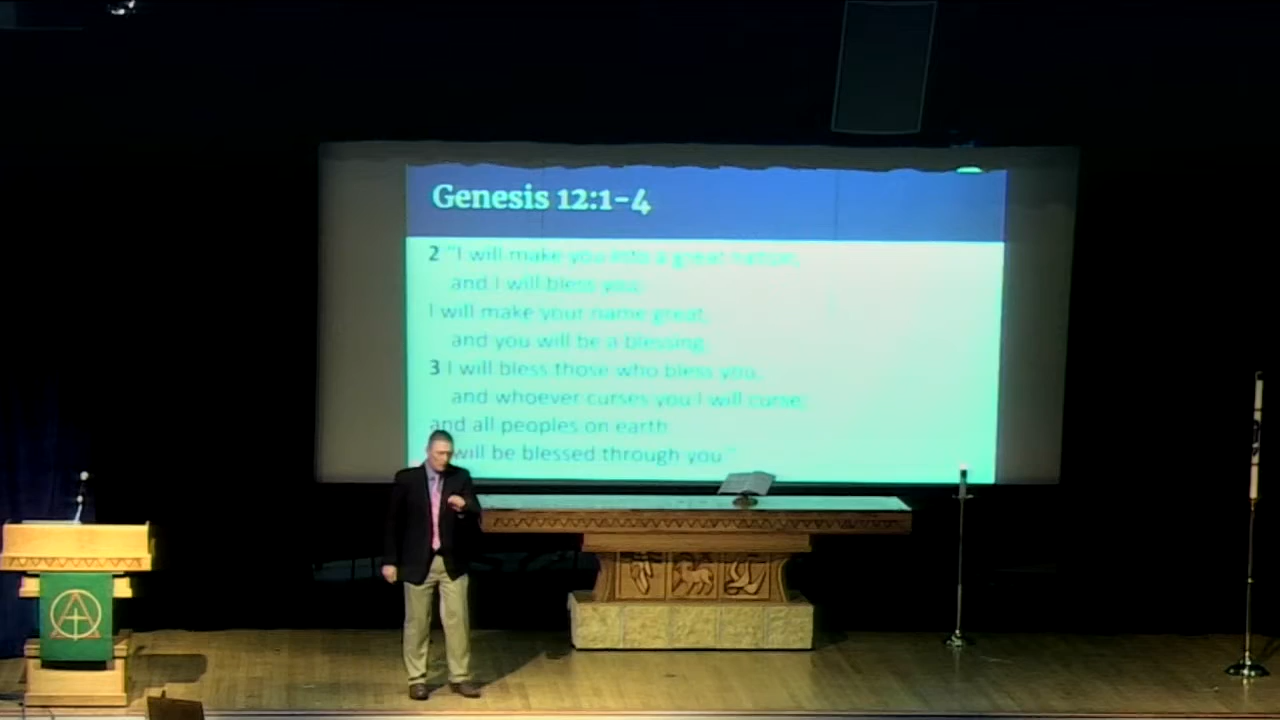 Genesis 12:1-4
2 "I will make you into a great nation,
and I will bless you;
I will make your name great,
and you will be a blessing.
3 I will bless those who bless you,
and whoever curses you I will curse;
and all peoples on earth
will be blessed through you."